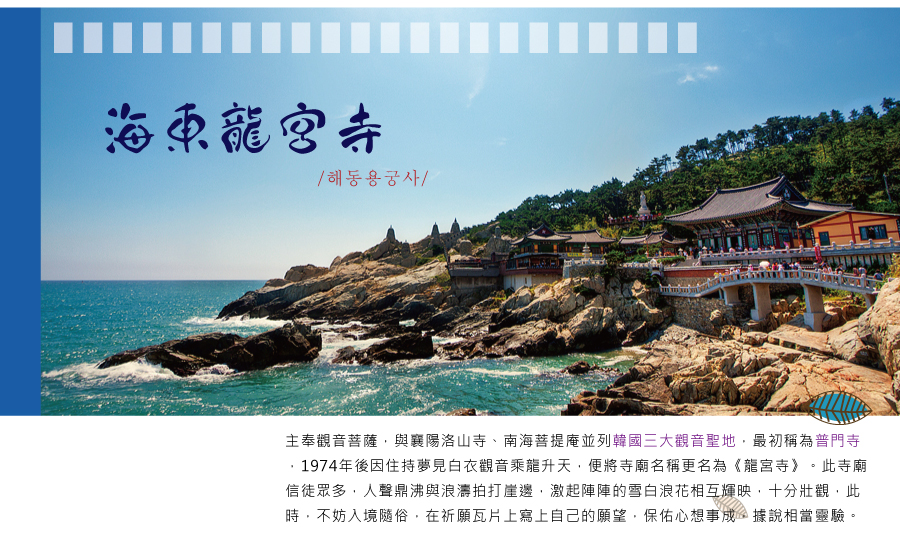 海東龍宮寺
/해동용궁사/
主奉觀音菩薩，與襄陽洛山寺、南海菩提庵並列韓國三大觀音聖地，最初稱為普門寺
，1974年後因住持夢見白衣觀音乘龍升天，便將寺廟名稱更名為《龍宮寺》。此寺廟
信徒眾多，人聲鼎沸與浪濤拍打崖邊，激起陣陣的雪白浪花相互輝映，十分壯觀，此
時，不妨入境隨俗，在祈願瓦片上寫上自己的願望，保佑心想事成，據說相當靈驗。